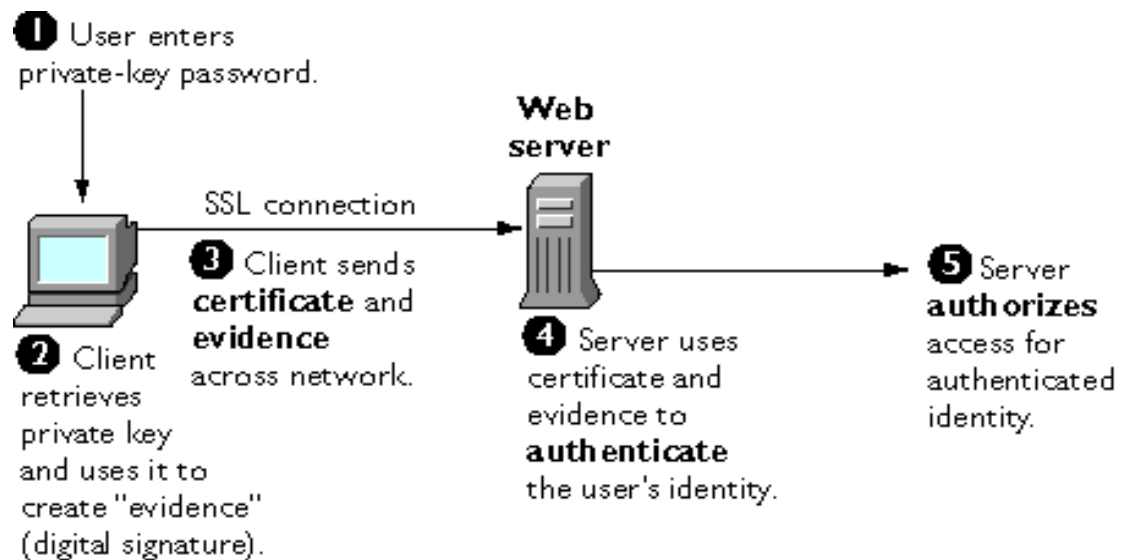 1 User enters
private-key password.
Web
server
SSL connection
2 Client
retrieves
private key
and uses it to
create "evidence"
(digital signature).
3 Client sends
certificate and
evidence
across network.
4 Server uses
certificate and
evidence to
authenticate
the user's identity.
5 Server
authorizes
access for
authenticated
identity.